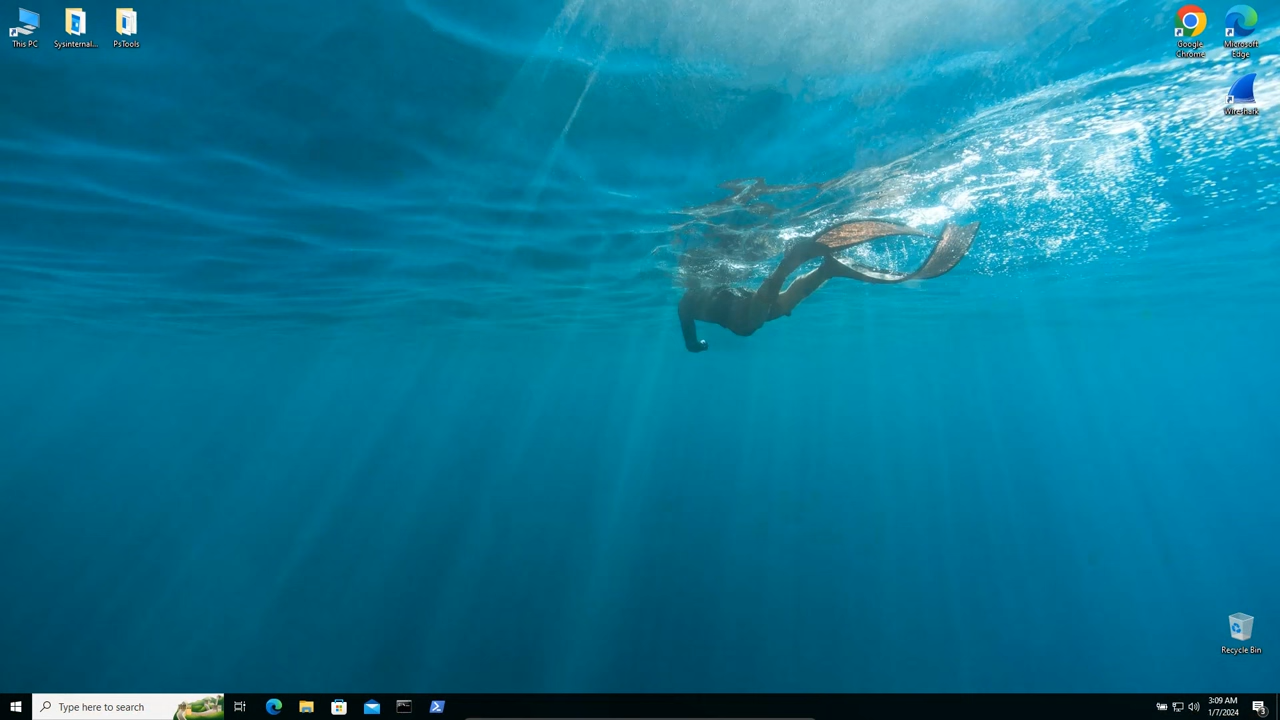 This PC
Sysinternal...
PsTools
Google
Chrome
Microsoft
Edge
Wireshark
Recycle Bin
Type here to search
3:09 AM
1/7/2024
3